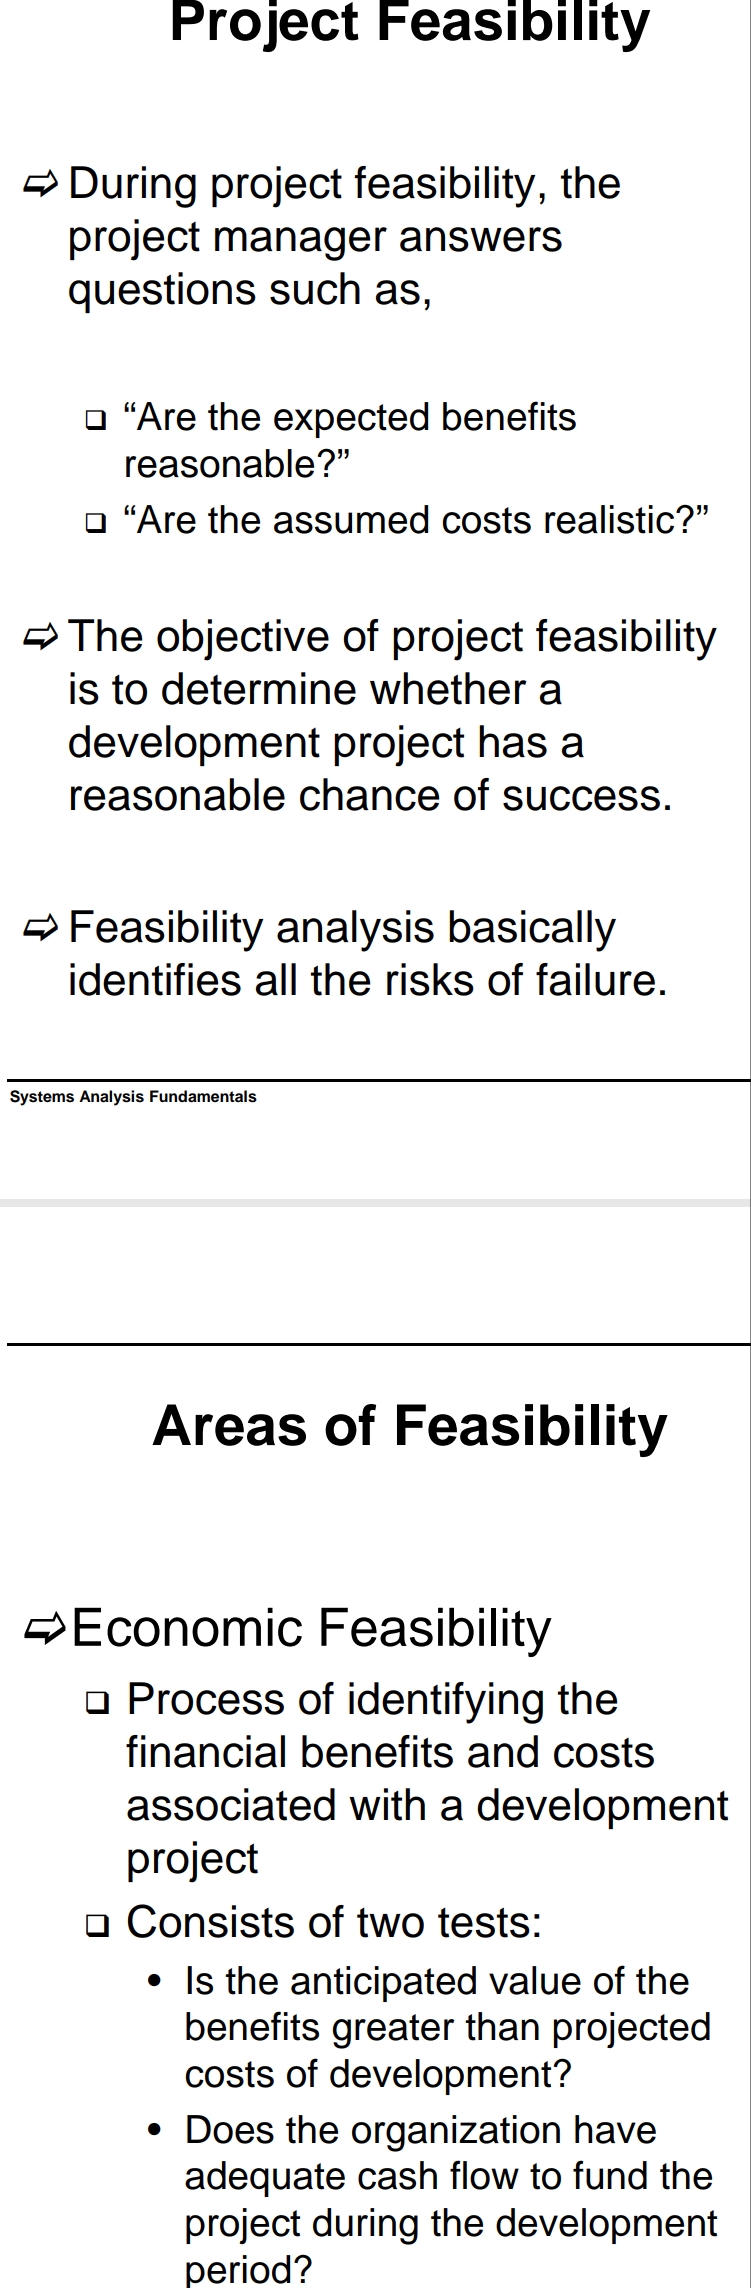 Project Feasibility
➯ During project feasibility, the
project manager answers
questions such as,
❑ “Are the expected benefits
reasonable?”
❑ “Are the assumed costs realistic?”
➯ The objective of project feasibility
is to determine whether a
development project has a
reasonable chance of success.
➯ Feasibility analysis basically
identifies all the risks of failure.
Systems Analysis Fundamentals
Areas of Feasibility
➯ Economic Feasibility
❑ Process of identifying the
financial benefits and costs
associated with a development
project
❑ Consists of two tests:
• Is the anticipated value of the
benefits greater than projected
costs of development?
• Does the organization have
adequate cash flow to fund the
project during the development
period?